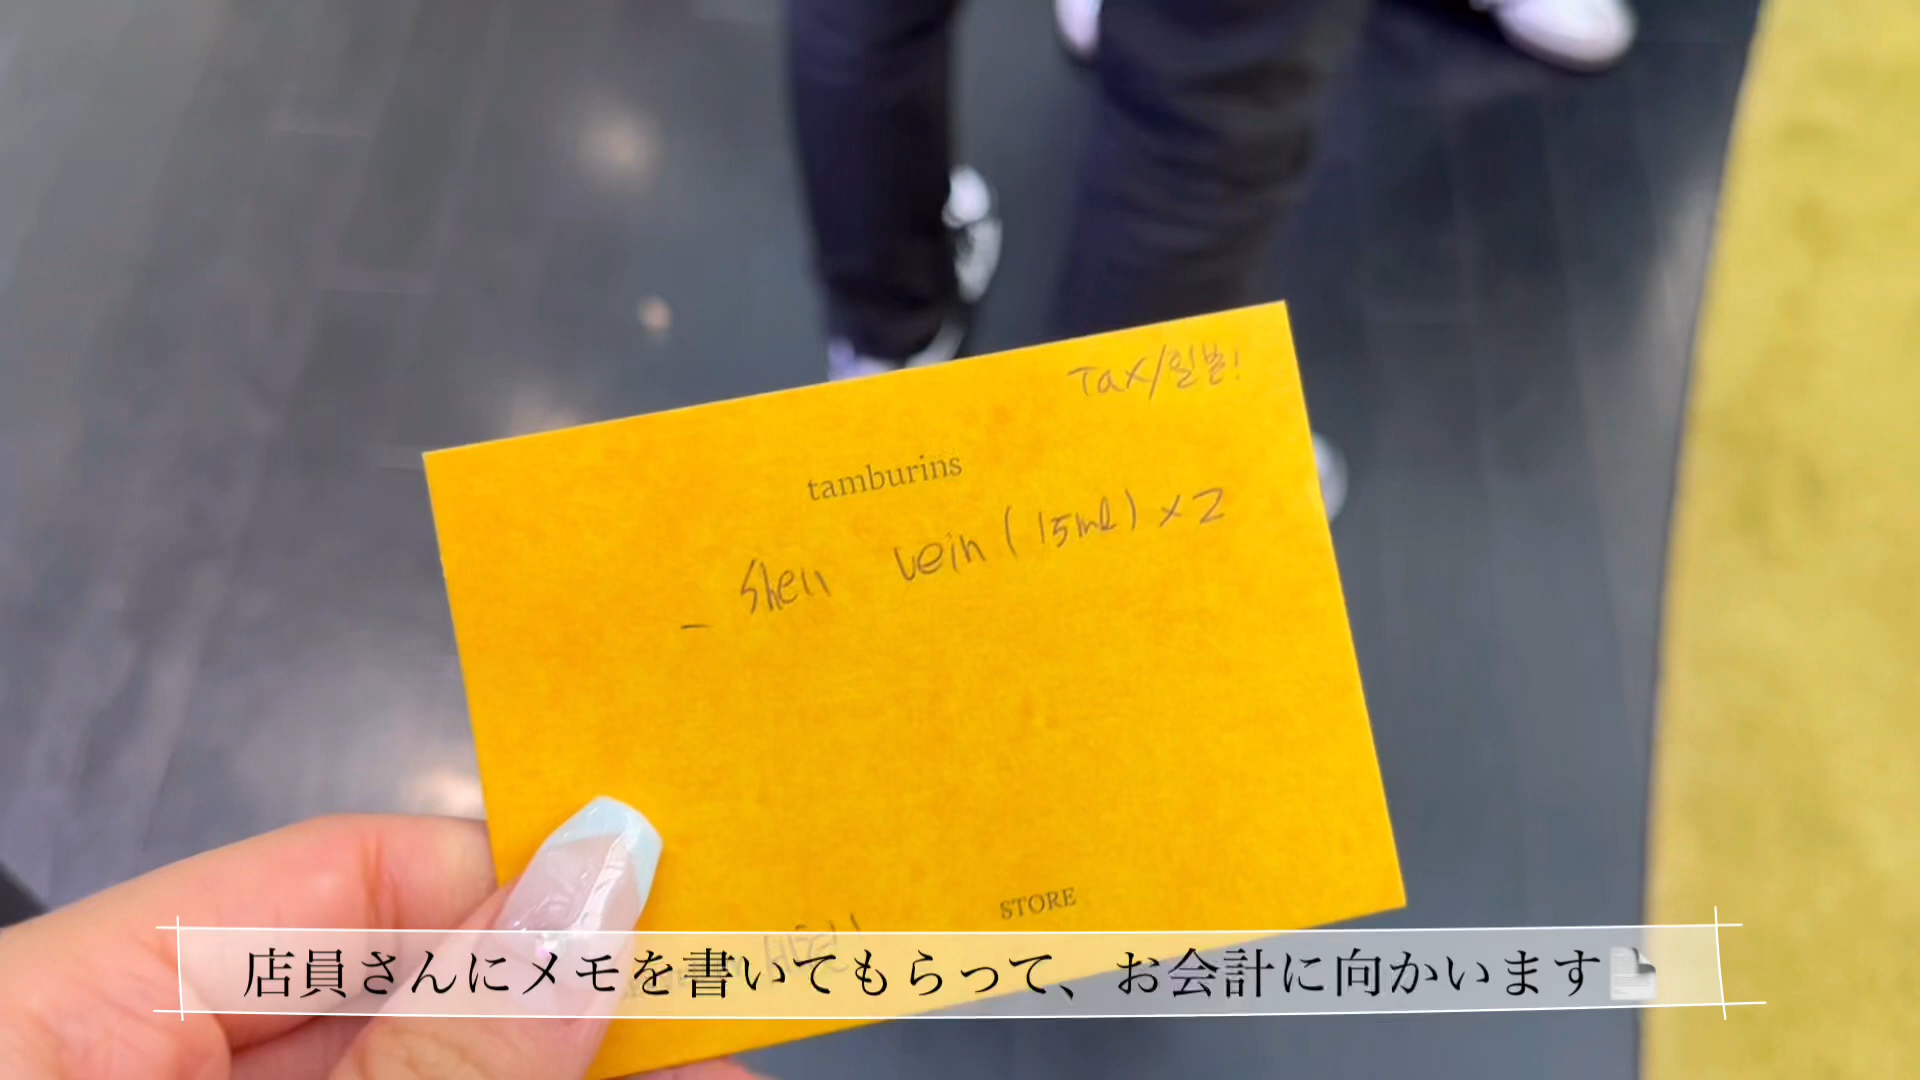 Tax/일본!
tamburins
- Shell vein (15ml) x 2
STORE
店員さんにメモを書いてもらって、お会計に向かいます